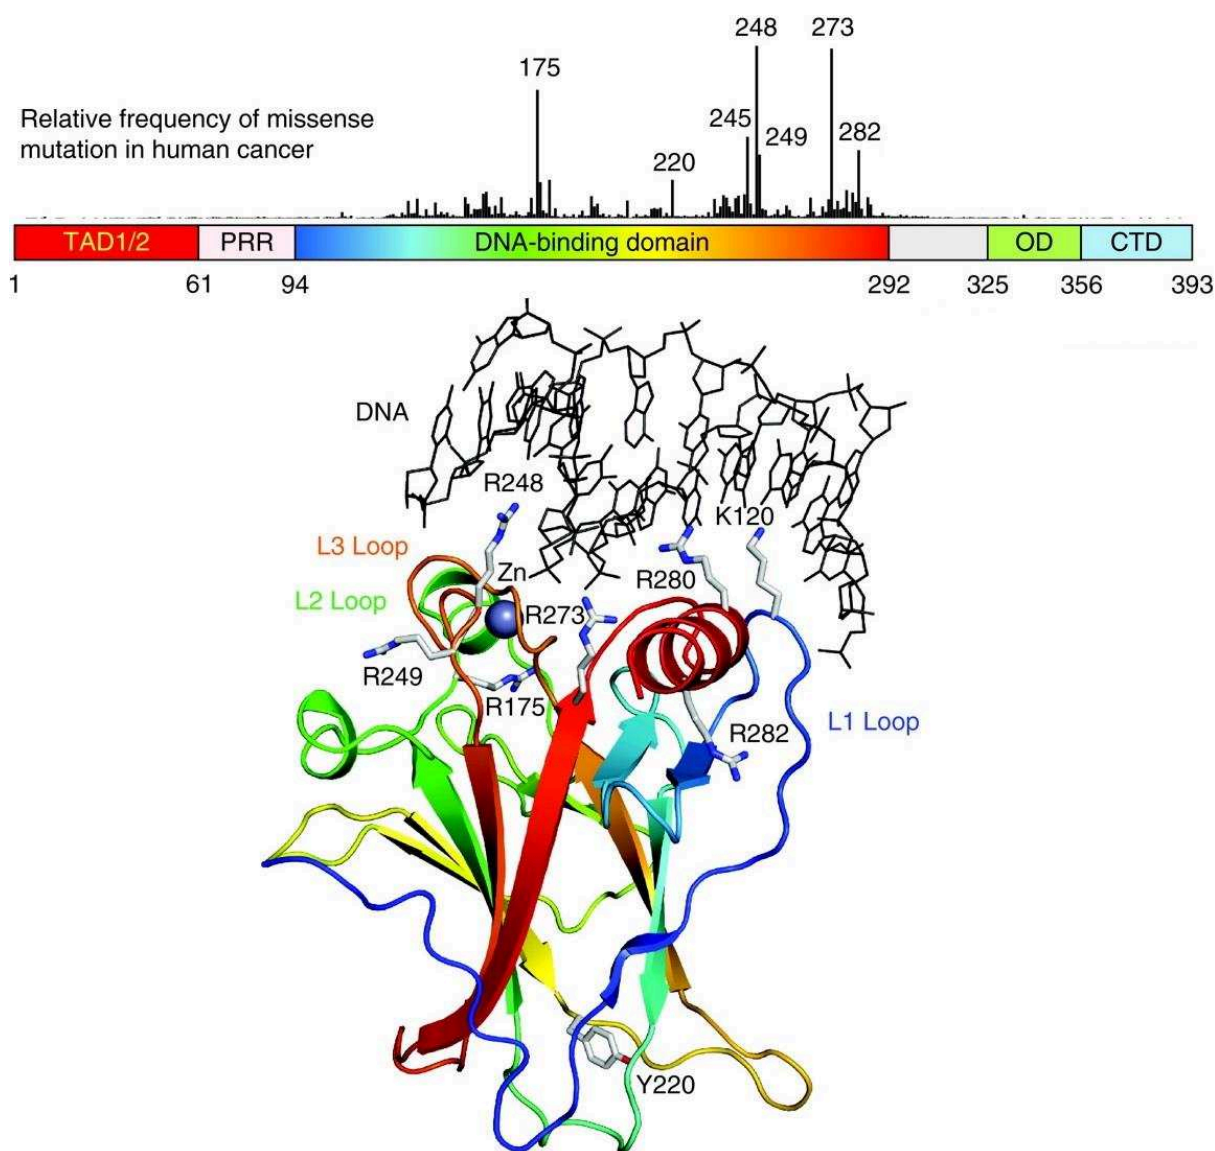 248 273
175
245
249 282
220
Relative frequency of missense
mutation in human cancer
TAD1/2 PRR DNA-binding domain OD CTD
1 61 94 292 325 356 393
DNA
R248
K120
L3 Loop
Zn
R280
L2 Loop
R273
R249
R175
L1 Loop
R282
Y220